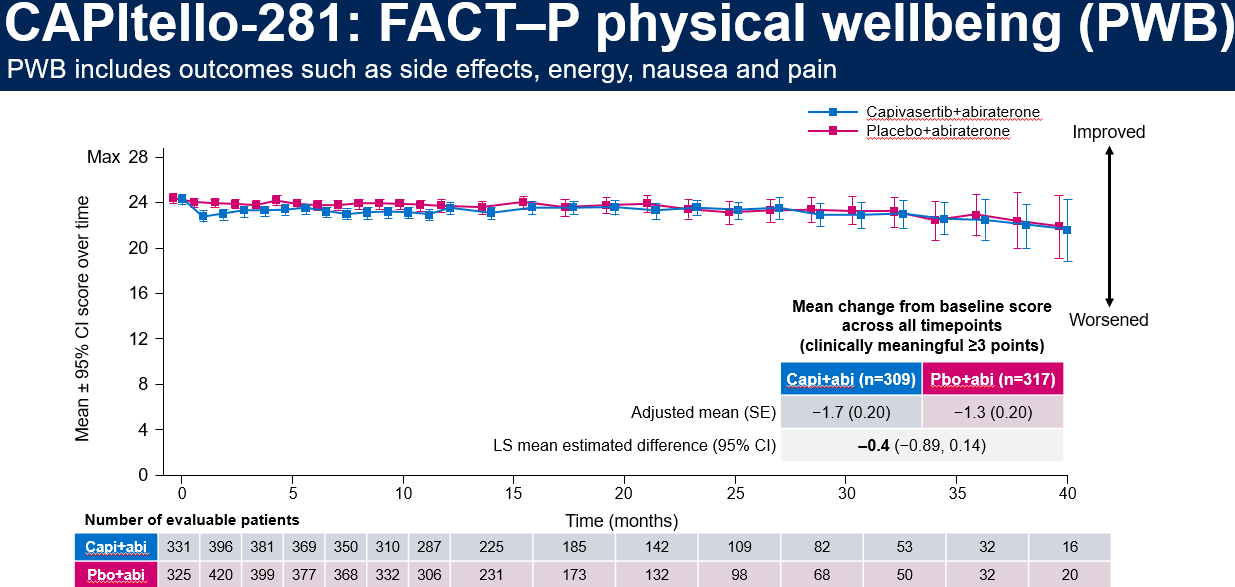 CAPItello-281: FACT–P physical wellbeing (PWB)
PWB includes outcomes such as side effects, energy, nausea and pain
Capivasertib+abiraterone
Placebo+abiraterone
Improved
Worsened
Max 28
24
20
16
12
8
4
0
Mean ± 95% CI score over time
Mean change from baseline score
across all timepoints
(clinically meaningful ≥3 points)
Capi+abi (n=309) Pbo+abi (n=317)
Adjusted mean (SE) −1.7 (0.20) −1.3 (0.20)
LS mean estimated difference (95% CI) –0.4 (−0.89, 0.14)
0 5 10 15 20 25 30 35 40
Time (months)
Number of evaluable patients
Capi+abi 331 396 381 369 350 310 287 225 185 142 109 82 53 32 16
Pbo+abi 325 420 399 377 368 332 306 231 173 132 98 68 50 32 20